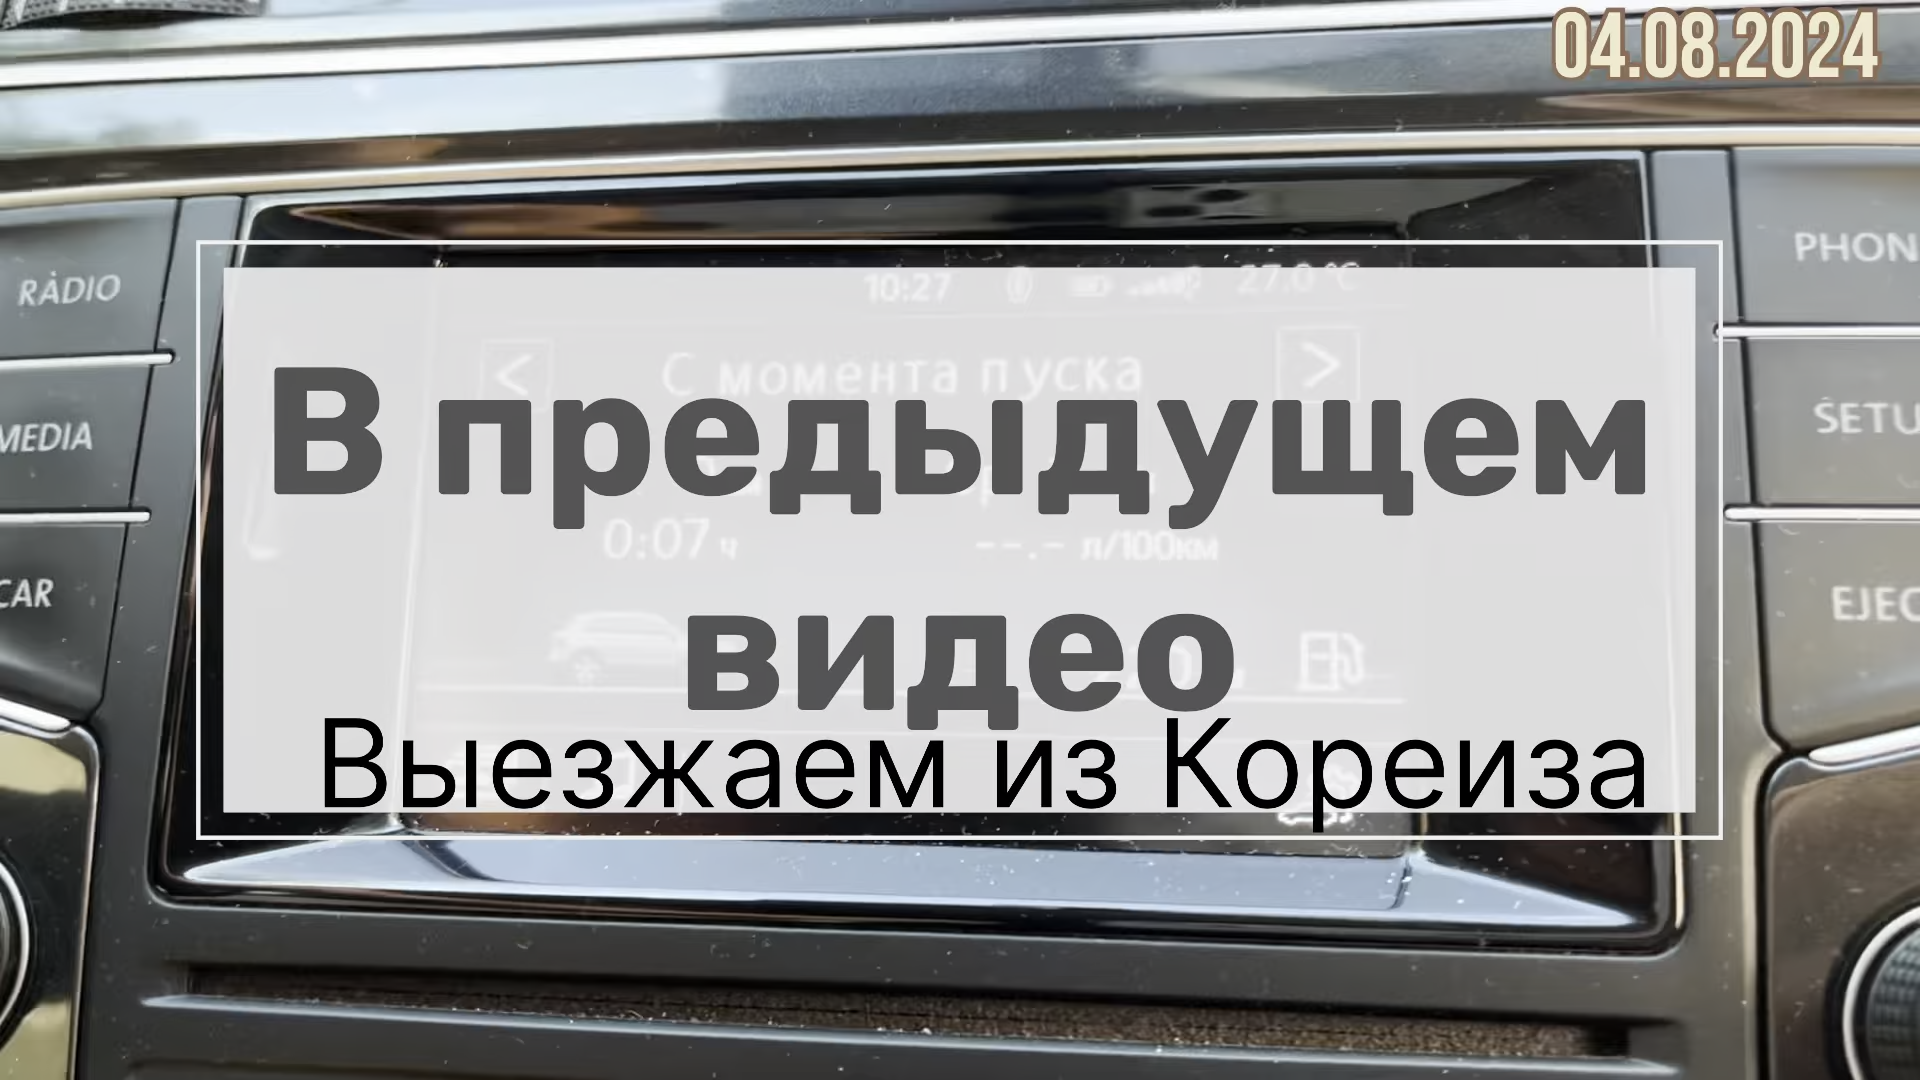 04.08.2024
PHON
RADIO
10:27 27.0 °C
< С момента пуска >
SETU
MEDIA
В предыдущем
0:07 ч --.- л/100км
CAR
EJEC
видео
Выезжаем из Кореиза